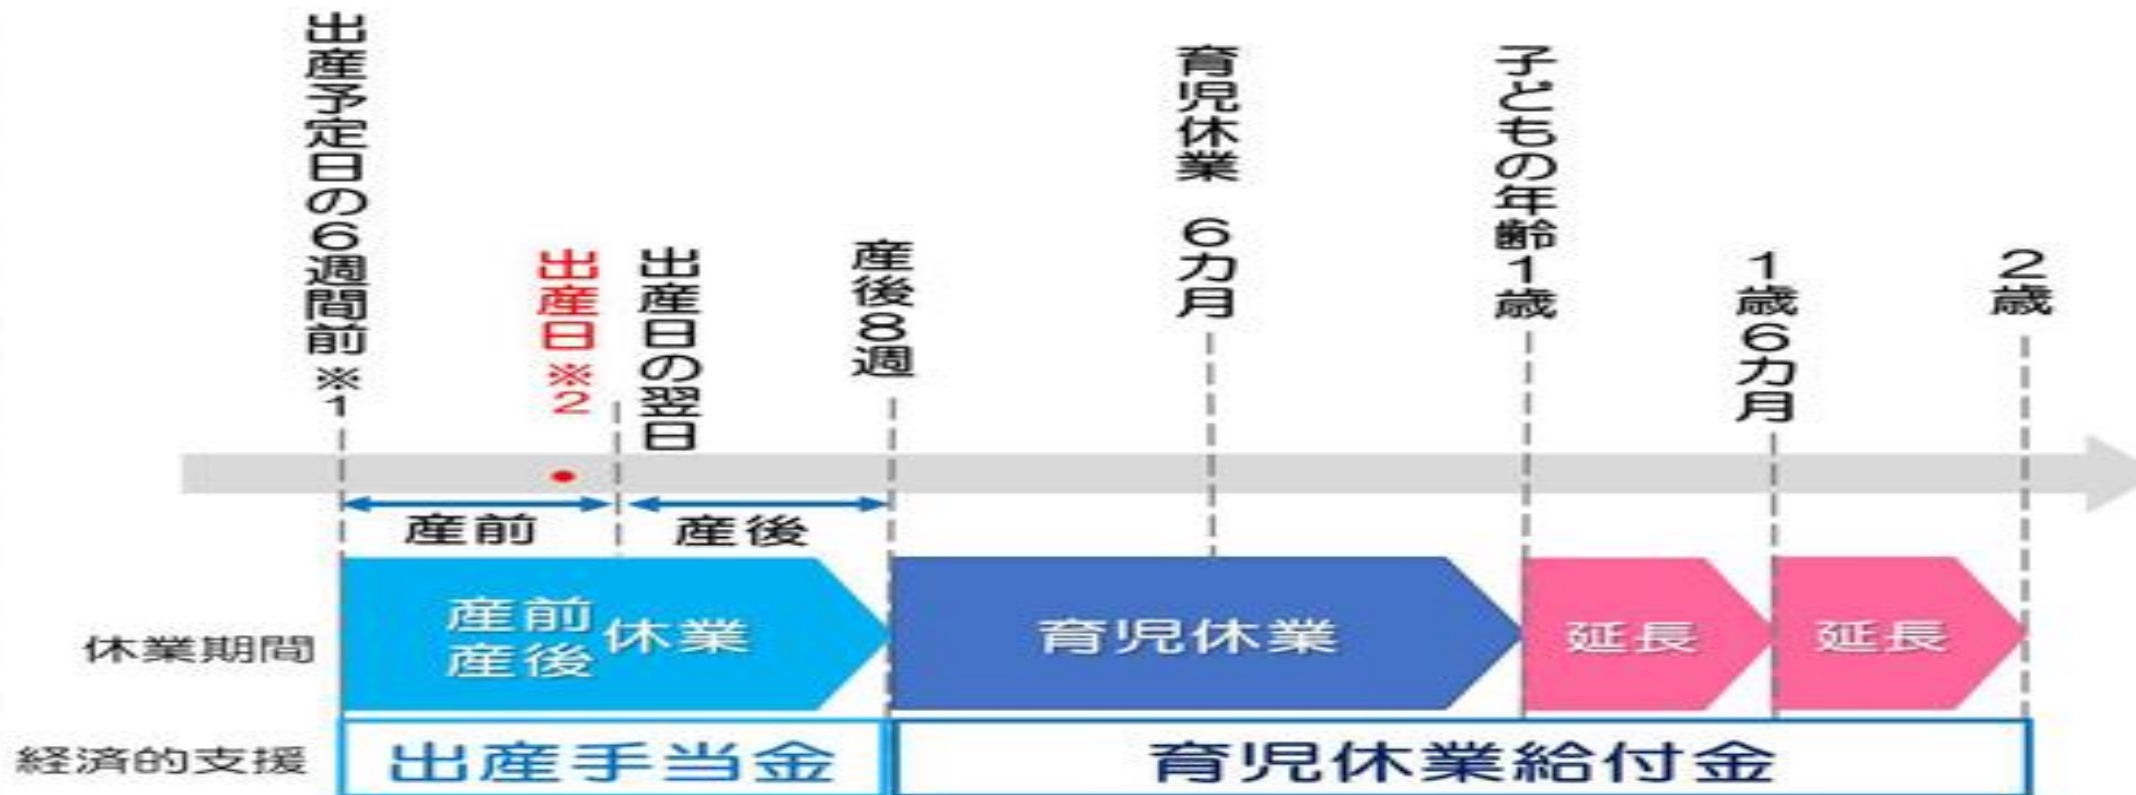 出産予定日の6週間前 ※1
出産日 ※2
出産日の翌日
産後8週
育児休業 6カ月
子どもの年齢1歳
1歳6カ月
2歳
産前
産後
休業期間
産前
産後
休業
育児休業
延長
延長
経済的支援
出産手当金
育児休業給付金